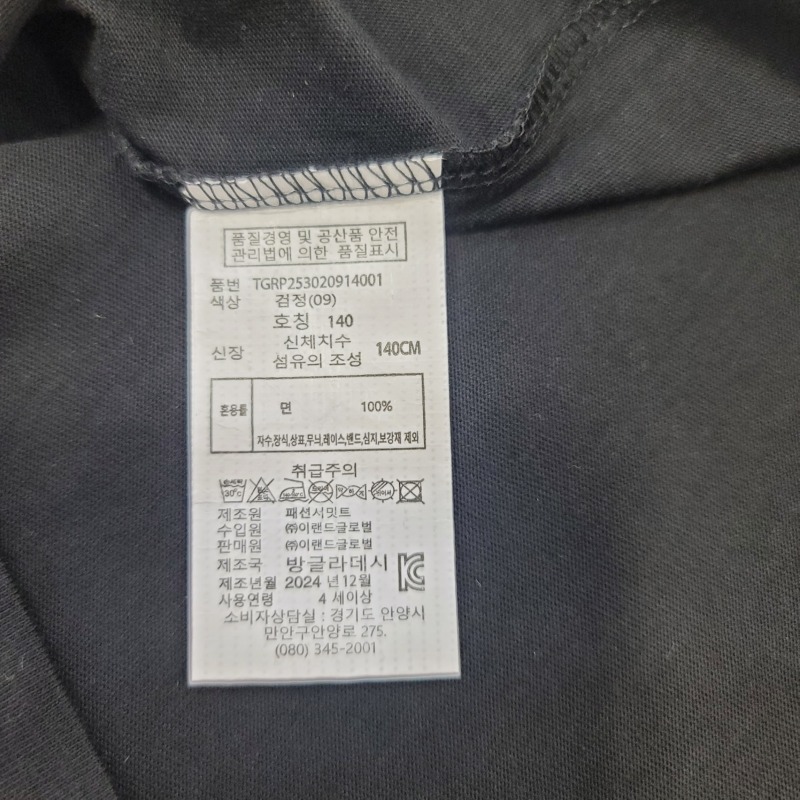 품질경영 및 공산품 안전
관리법에 의한 품질표시
품번 TGRP253020914001
색상 검정(09)
호칭 140
신체치수
신장 140CM
섬유의 조성
혼용률 면 100%
자수,장식,상표,무늬,레이스,밴드,심지,보강재 제외
취급주의
30°C
제조원 패션서밋트
수입원 ㈜이랜드글로벌
판매원 ㈜이랜드글로벌
제조국 방글라데시
제조년월 2024 년 12월
사용연령 4 세이상
소비자상담실 : 경기도 안양시
만안구안양로 275.
(080) 345-2001